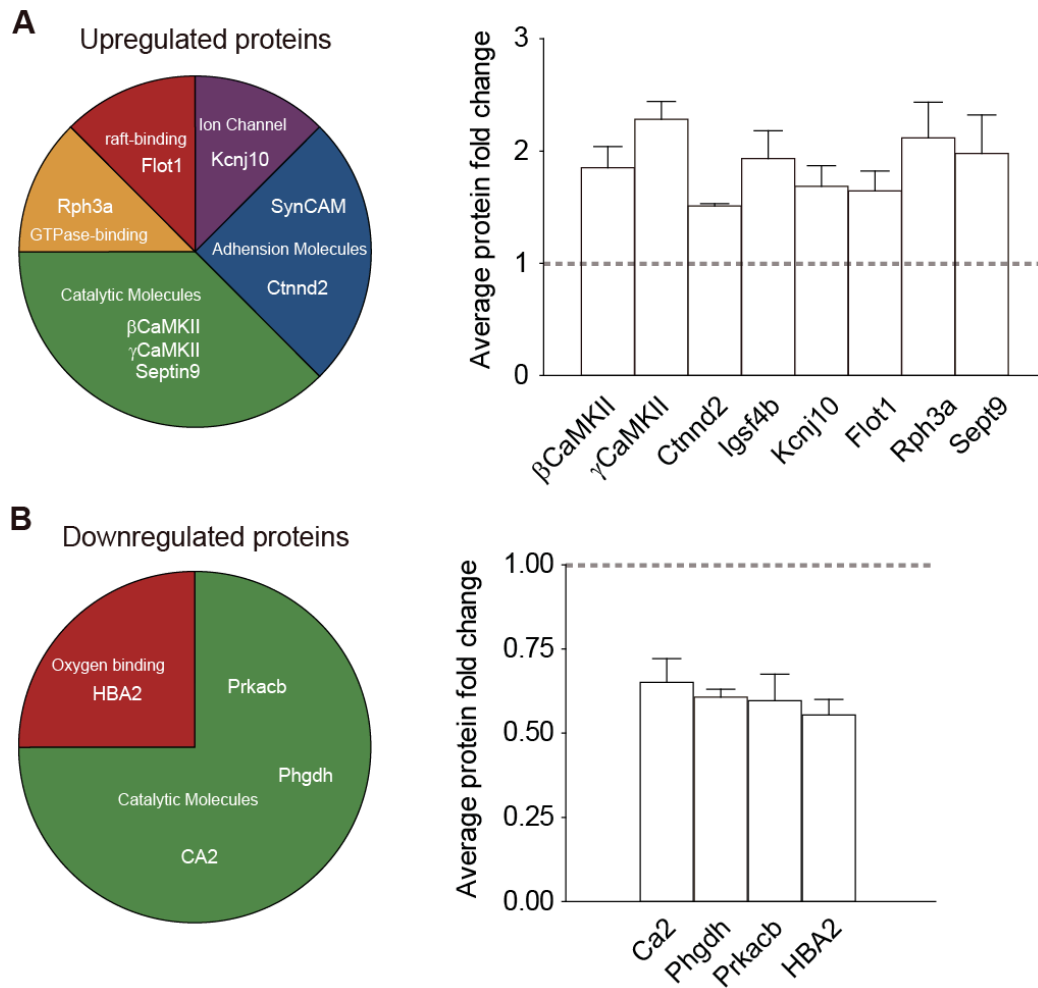 A
Upregulated proteins
raft-binding
Flot1
Ion Channel
Kcnj10
Rph3a
GTPase-binding
SynCAM
Adhension Molecules
Ctnnd2
Catalytic Molecules
βCaMKII
γCaMKII
Septin9
Average protein fold change
3
2
1
0
βCaMKII
γCaMKII
Ctnnd2
Igsf4b
Kcnj10
Flot1
Rph3a
Sept9
B
Downregulated proteins
Oxygen binding
HBA2
Prkacb
Phgdh
Catalytic Molecules
CA2
Average protein fold change
1.00
0.75
0.50
0.25
0.00
Ca2
Phgdh
Prkacb
HBA2